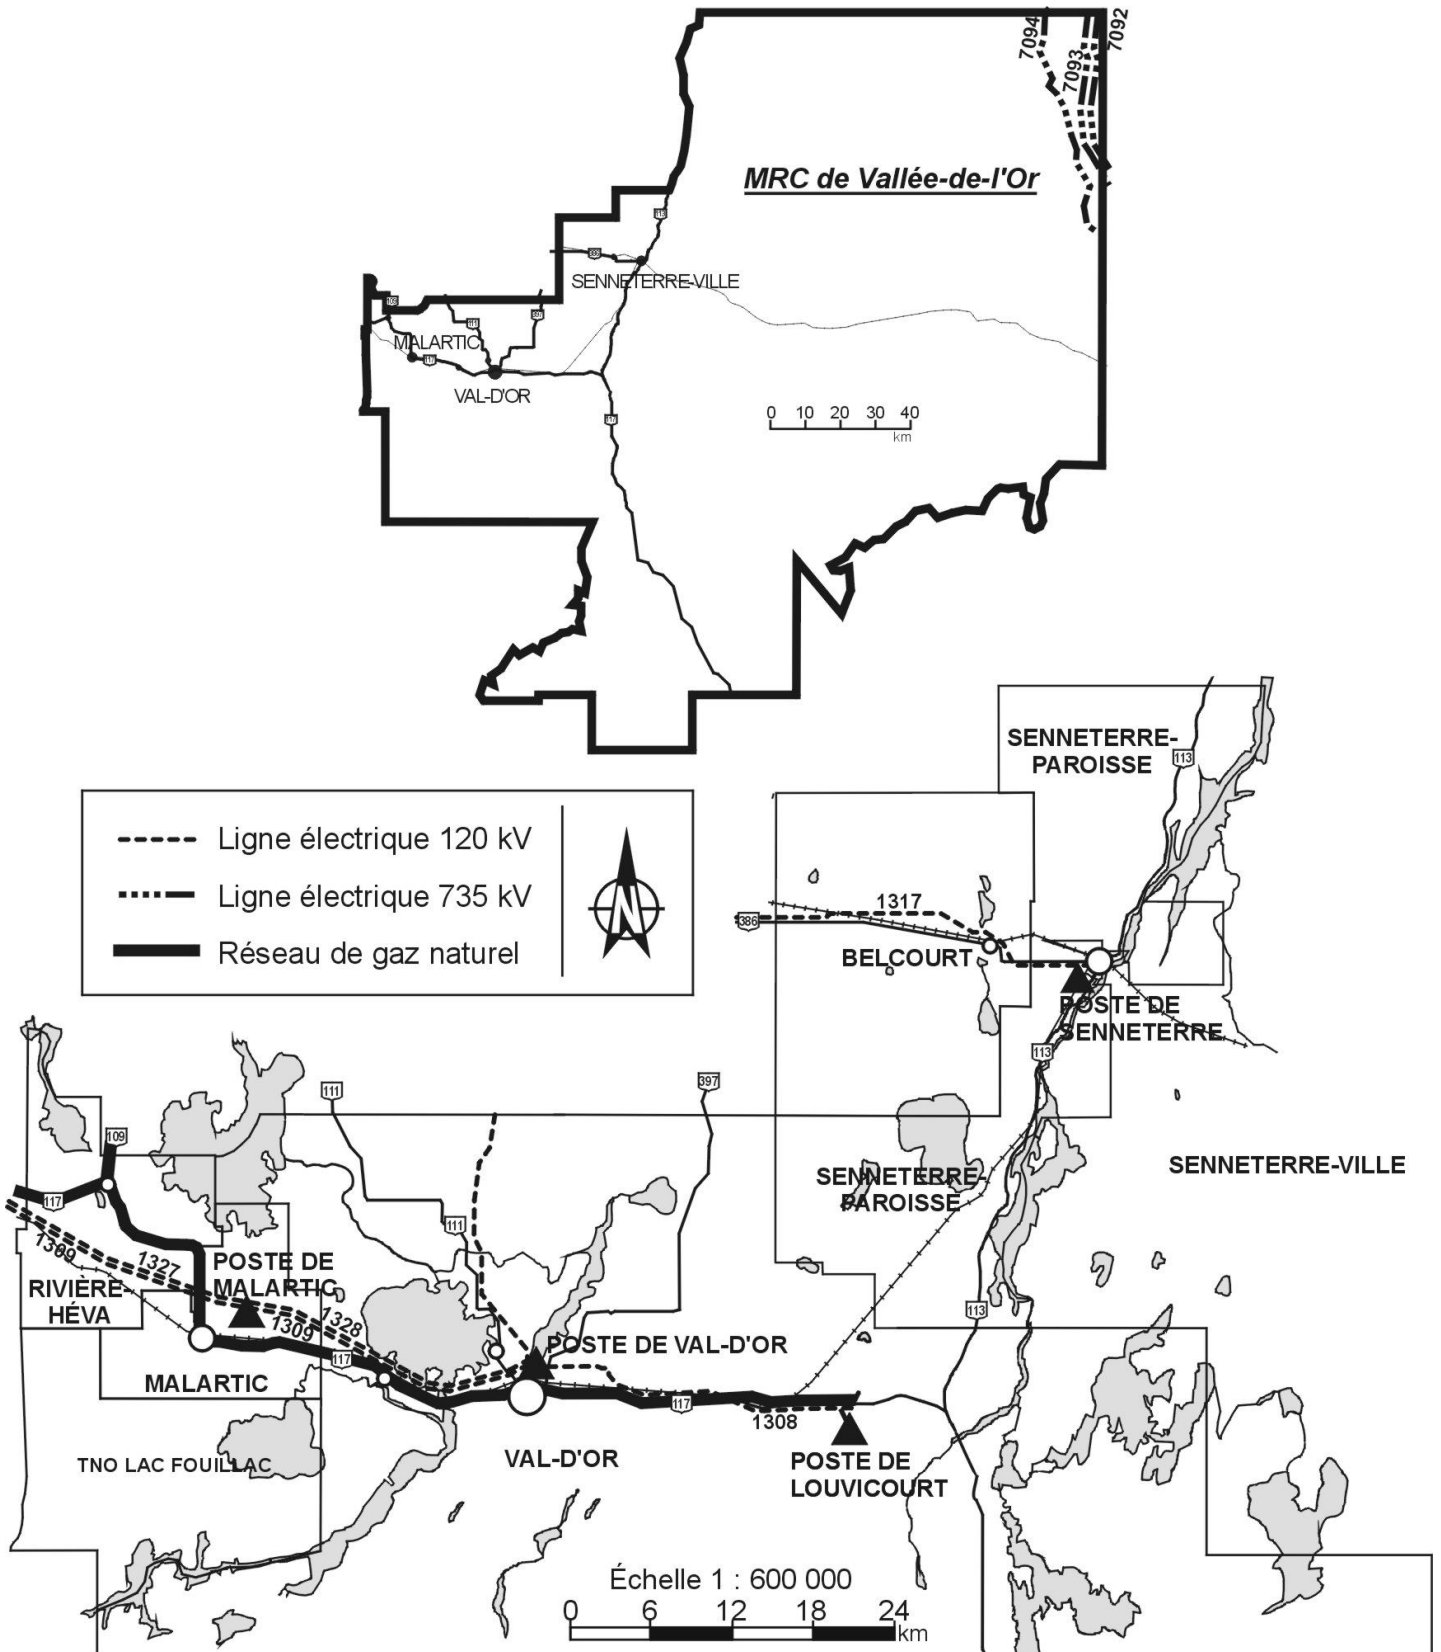 7094
7093
7092
MRC de Vallée-de-l'Or
113
386
SENNETERRE-VILLE
109
111
397
MALARTIC
117
VAL-D'OR
117
0 10 20 30 40
km
Ligne électrique 120 kV
Ligne électrique 735 kV
Réseau de gaz naturel
N
SENNETERRE-
PAROISSE
113
1317
386
BELCOURT
POSTE DE
SENNETERRE
113
111
397
109
SENNETERRE-VILLE
SENNETERRE-
PAROISSE
117
111
1309
1327
POSTE DE
MALARTIC
RIVIÈRE-
HÉVA
1328
1309
113
117
POSTE DE VAL-D'OR
MALARTIC
117
1308
VAL-D'OR
POSTE DE
LOUVICOURT
TNO LAC FOUILLAC
Échelle 1 : 600 000
0 6 12 18 24
km